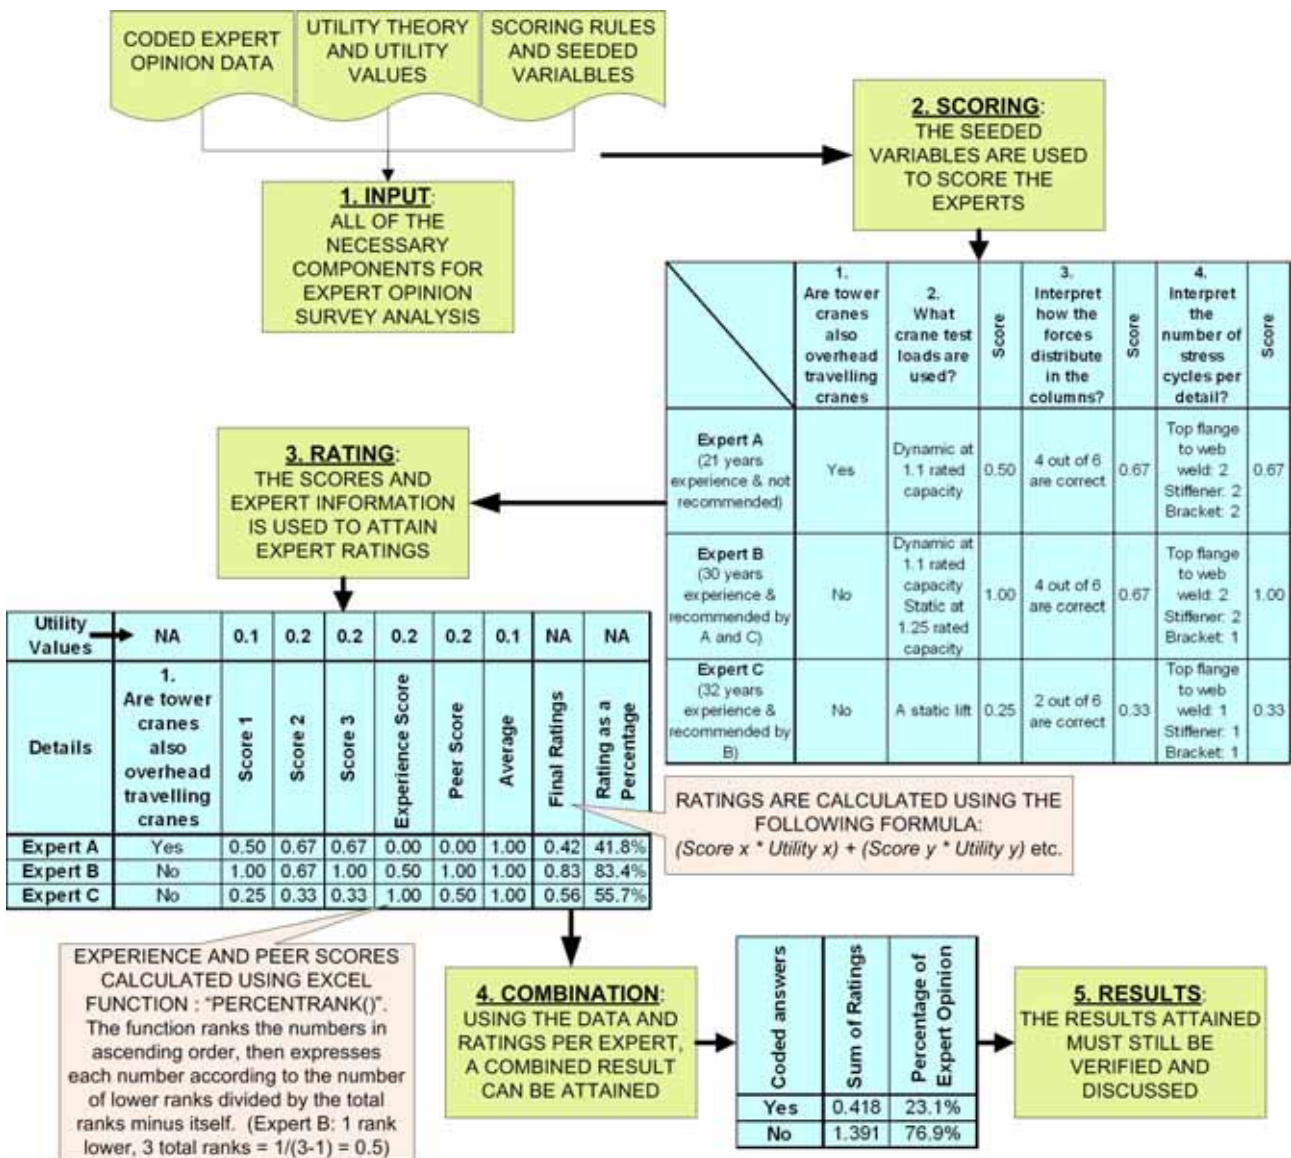 CODED EXPERT
OPINION DATA
UTILITY THEORY
AND UTILITY
VALUES
SCORING RULES
AND SEEDED
VARIALBLES
1. INPUT:
ALL OF THE
NECESSARY
COMPONENTS FOR
EXPERT OPINION
SURVEY ANALYSIS
2. SCORING:
THE SEEDED
VARIABLES ARE USED
TO SCORE THE
EXPERTS
1.
Are tower
cranes
also
overhead
travelling
cranes
2.
What
crane test
loads are
used?
Score
3.
Interpret
how the
forces
distribute
in the
columns?
Score
4.
Interpret
the
number of
stress
cycles per
detail?
Score
Expert A
(21 years
experience & not
recommended)
Yes
Dynamic at
1.1 rated
capacity
0.50
4 out of 6
are correct
0.67
Top flange
to web
weld: 2
Stiffener: 2
Bracket: 2
0.67
Expert B
(30 years
experience &
recommended by
A and C)
No
Dynamic at
1.1 rated
capacity
Static at
1.25 rated
capacity
1.00
4 out of 6
are correct
0.67
Top flange
to web
weld: 2
Stiffener: 2
Bracket: 1
1.00
Expert C
(32 years
experience &
recommended by
B)
No
A static lift
0.25
2 out of 6
are correct
0.33
Top flange
to web
weld: 1
Stiffener: 1
Bracket: 1
0.33
3. RATING:
THE SCORES AND
EXPERT INFORMATION
IS USED TO ATTAIN
EXPERT RATINGS
Utility
Values
NA 0.1 0.2 0.2 0.2 0.2 0.1 NA NA
Details
1.
Are tower
cranes
also
overhead
travelling
cranes
Score 1
Score 2
Score 3
Experience Score
Peer Score
Average
Final Ratings
Rating as a
Percentage
Expert A Yes 0.50 0.67 0.67 0.00 0.00 1.00 0.42 41.8%
Expert B No 1.00 0.67 1.00 0.50 1.00 1.00 0.83 83.4%
Expert C No 0.25 0.33 0.33 1.00 0.50 1.00 0.56 55.7%
RATINGS ARE CALCULATED USING THE
FOLLOWING FORMULA:
(Score x * Utility x) + (Score y * Utility y) etc.
EXPERIENCE AND PEER SCORES
CALCULATED USING EXCEL
FUNCTION : "PERCENTRANK()".
The function ranks the numbers in
ascending order, then expresses
each number according to the number
of lower ranks divided by the total
ranks minus itself. (Expert B: 1 rank
lower, 3 total ranks = 1/(3-1) = 0.5)
4. COMBINATION:
USING THE DATA AND
RATINGS PER EXPERT,
A COMBINED RESULT
CAN BE ATTAINED
Coded answers
Sum of Ratings
Percentage of
Expert Opinion
Yes 0.418 23.1%
No 1.391 76.9%
5. RESULTS:
THE RESULTS ATTAINED
MUST STILL BE
VERIFIED AND
DISCUSSED